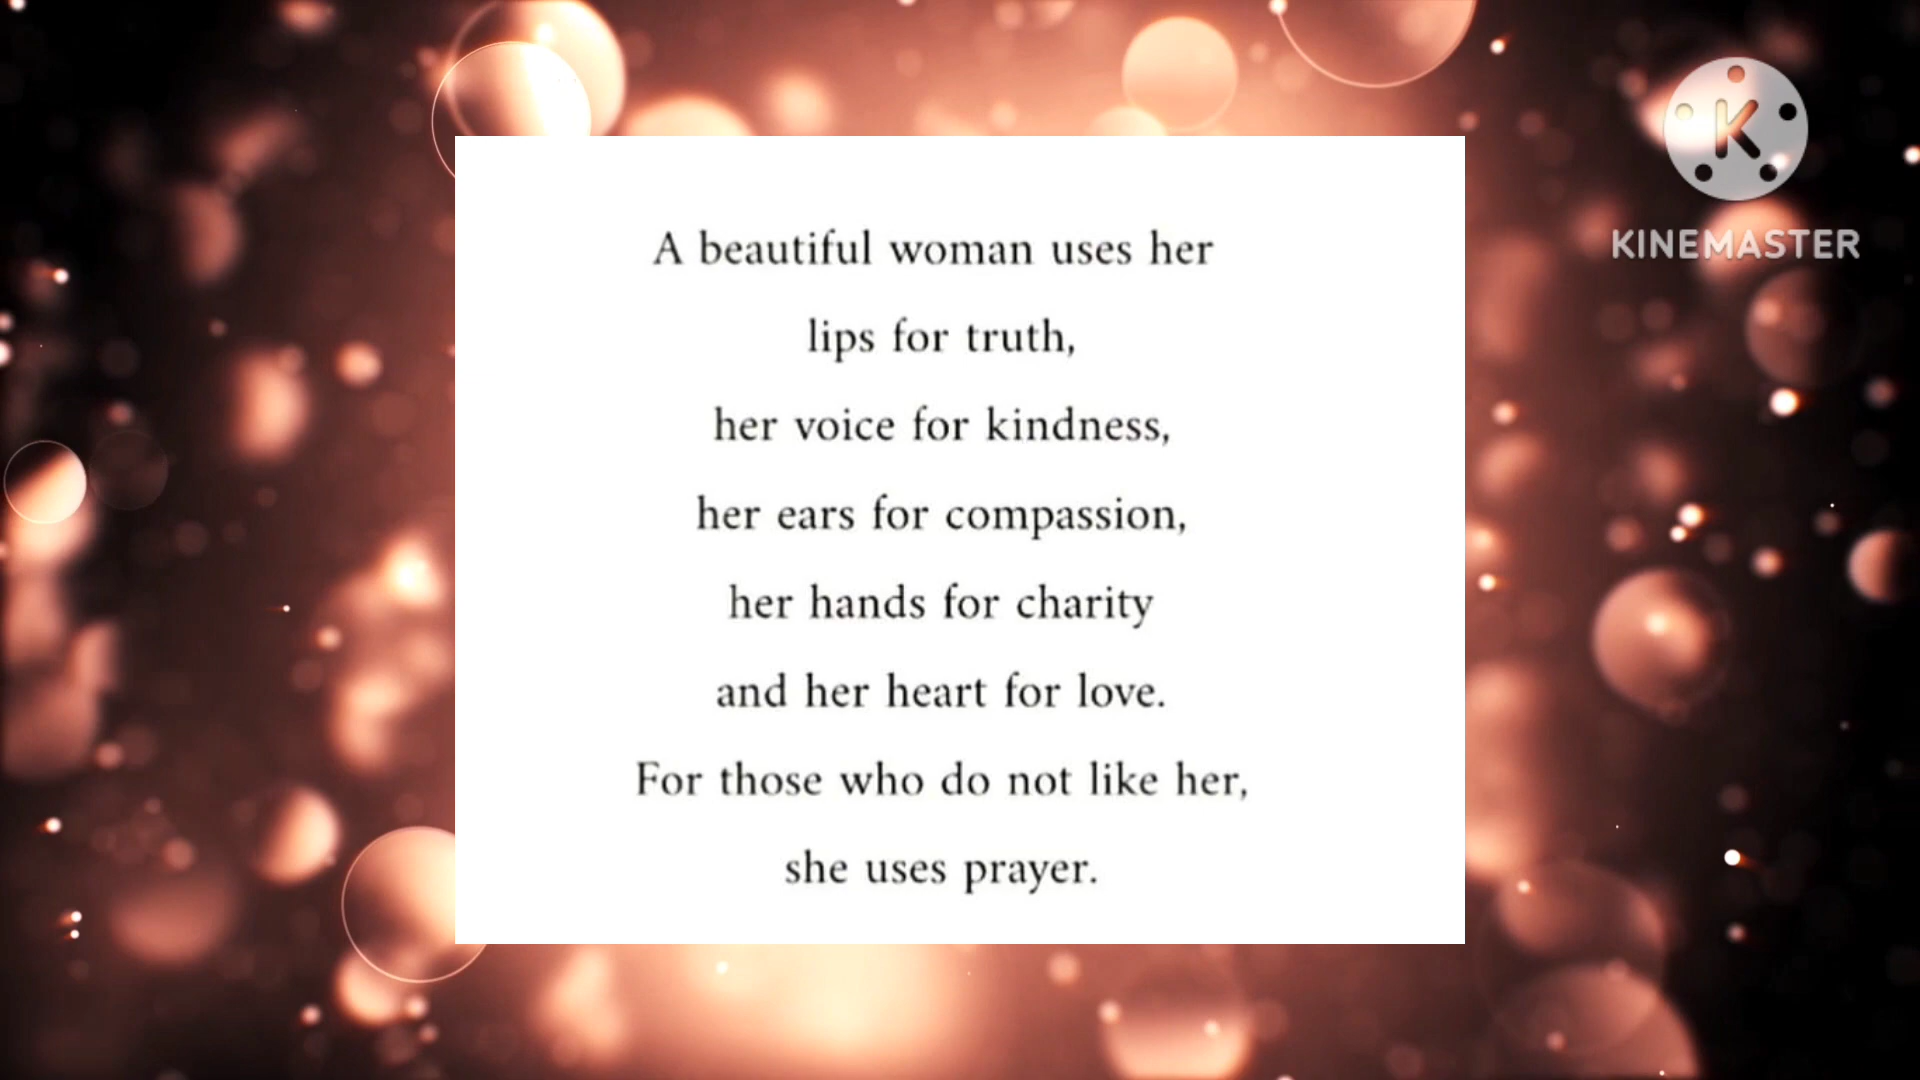 A beautiful woman uses her
lips for truth,
her voice for kindness,
her ears for compassion,
her hands for charity
and her heart for love.
For those who do not like her,
she uses prayer.
K
KINEMASTER